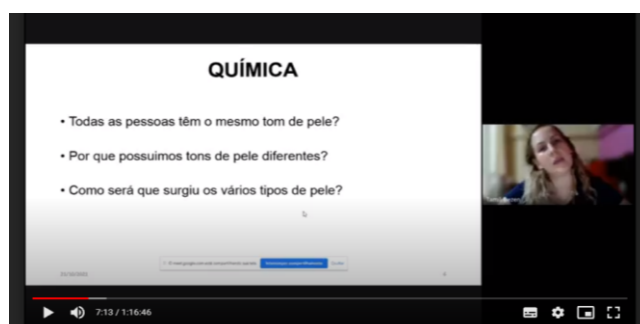 QUÍMICA
• Todas as pessoas têm o mesmo tom de pele?
• Por que possuimos tons de pele diferentes?
• Como será que surgiu os vários tipos de pele?
7:13 / 1:16:46